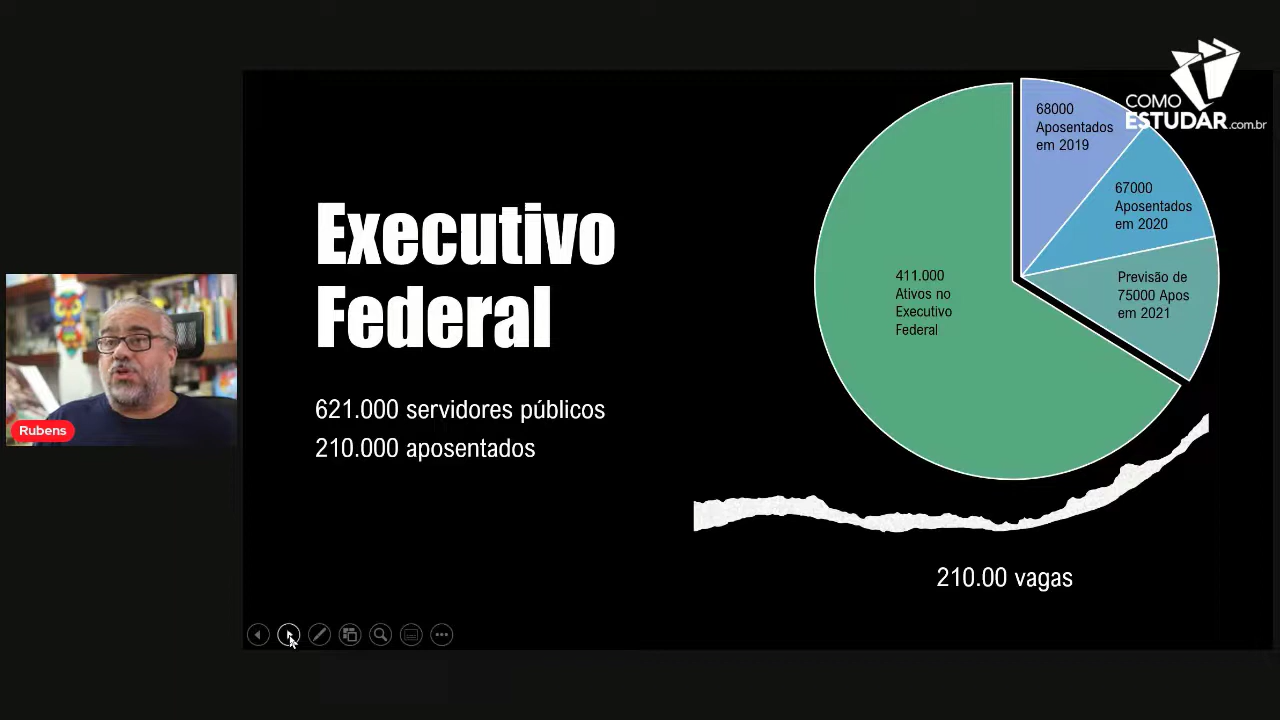 COMO
ESTUDAR.com.br
68000
Aposentados
em 2019
67000
Aposentados
em 2020
Previsão de
75000 Apos
em 2021
411.000
Ativos no
Executivo
Federal
Executivo
Federal
621.000 servidores públicos
210.000 aposentados
Rubens
210.00 vagas